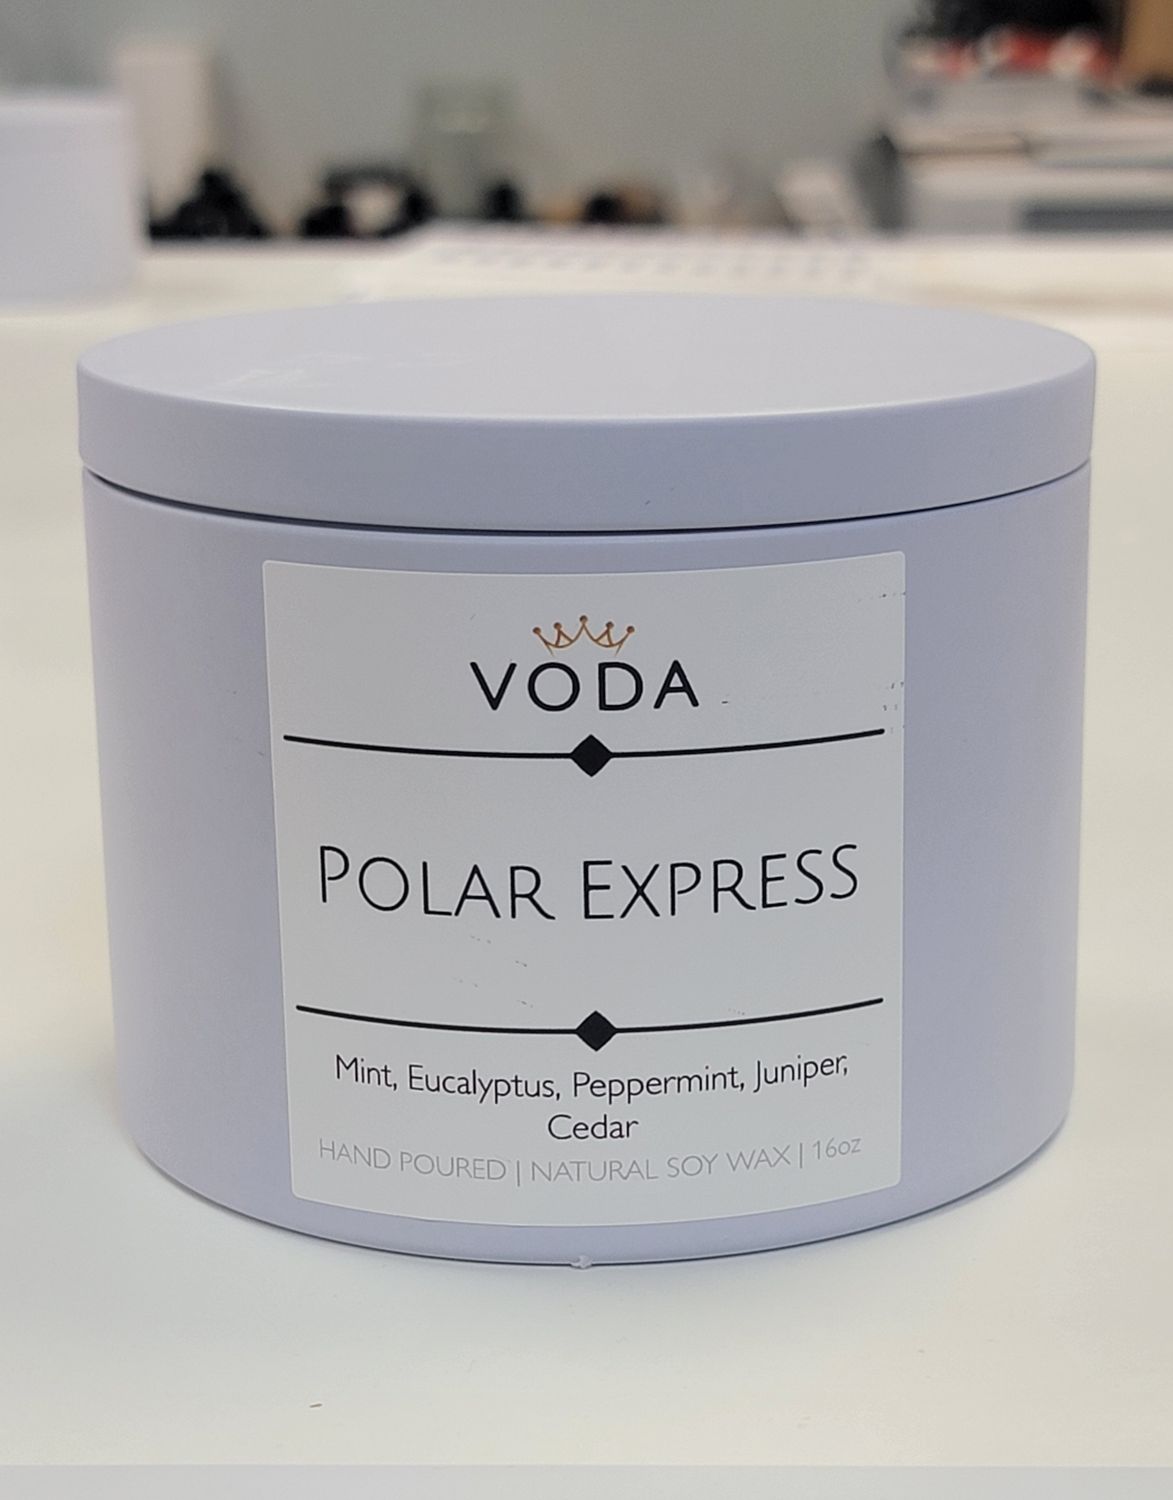 VODA
POLAR EXPRESS
Mint, Eucalyptus, Peppermint, Juniper,
Cedar
HAND POURED | NATURAL SOY WAX | 16oz